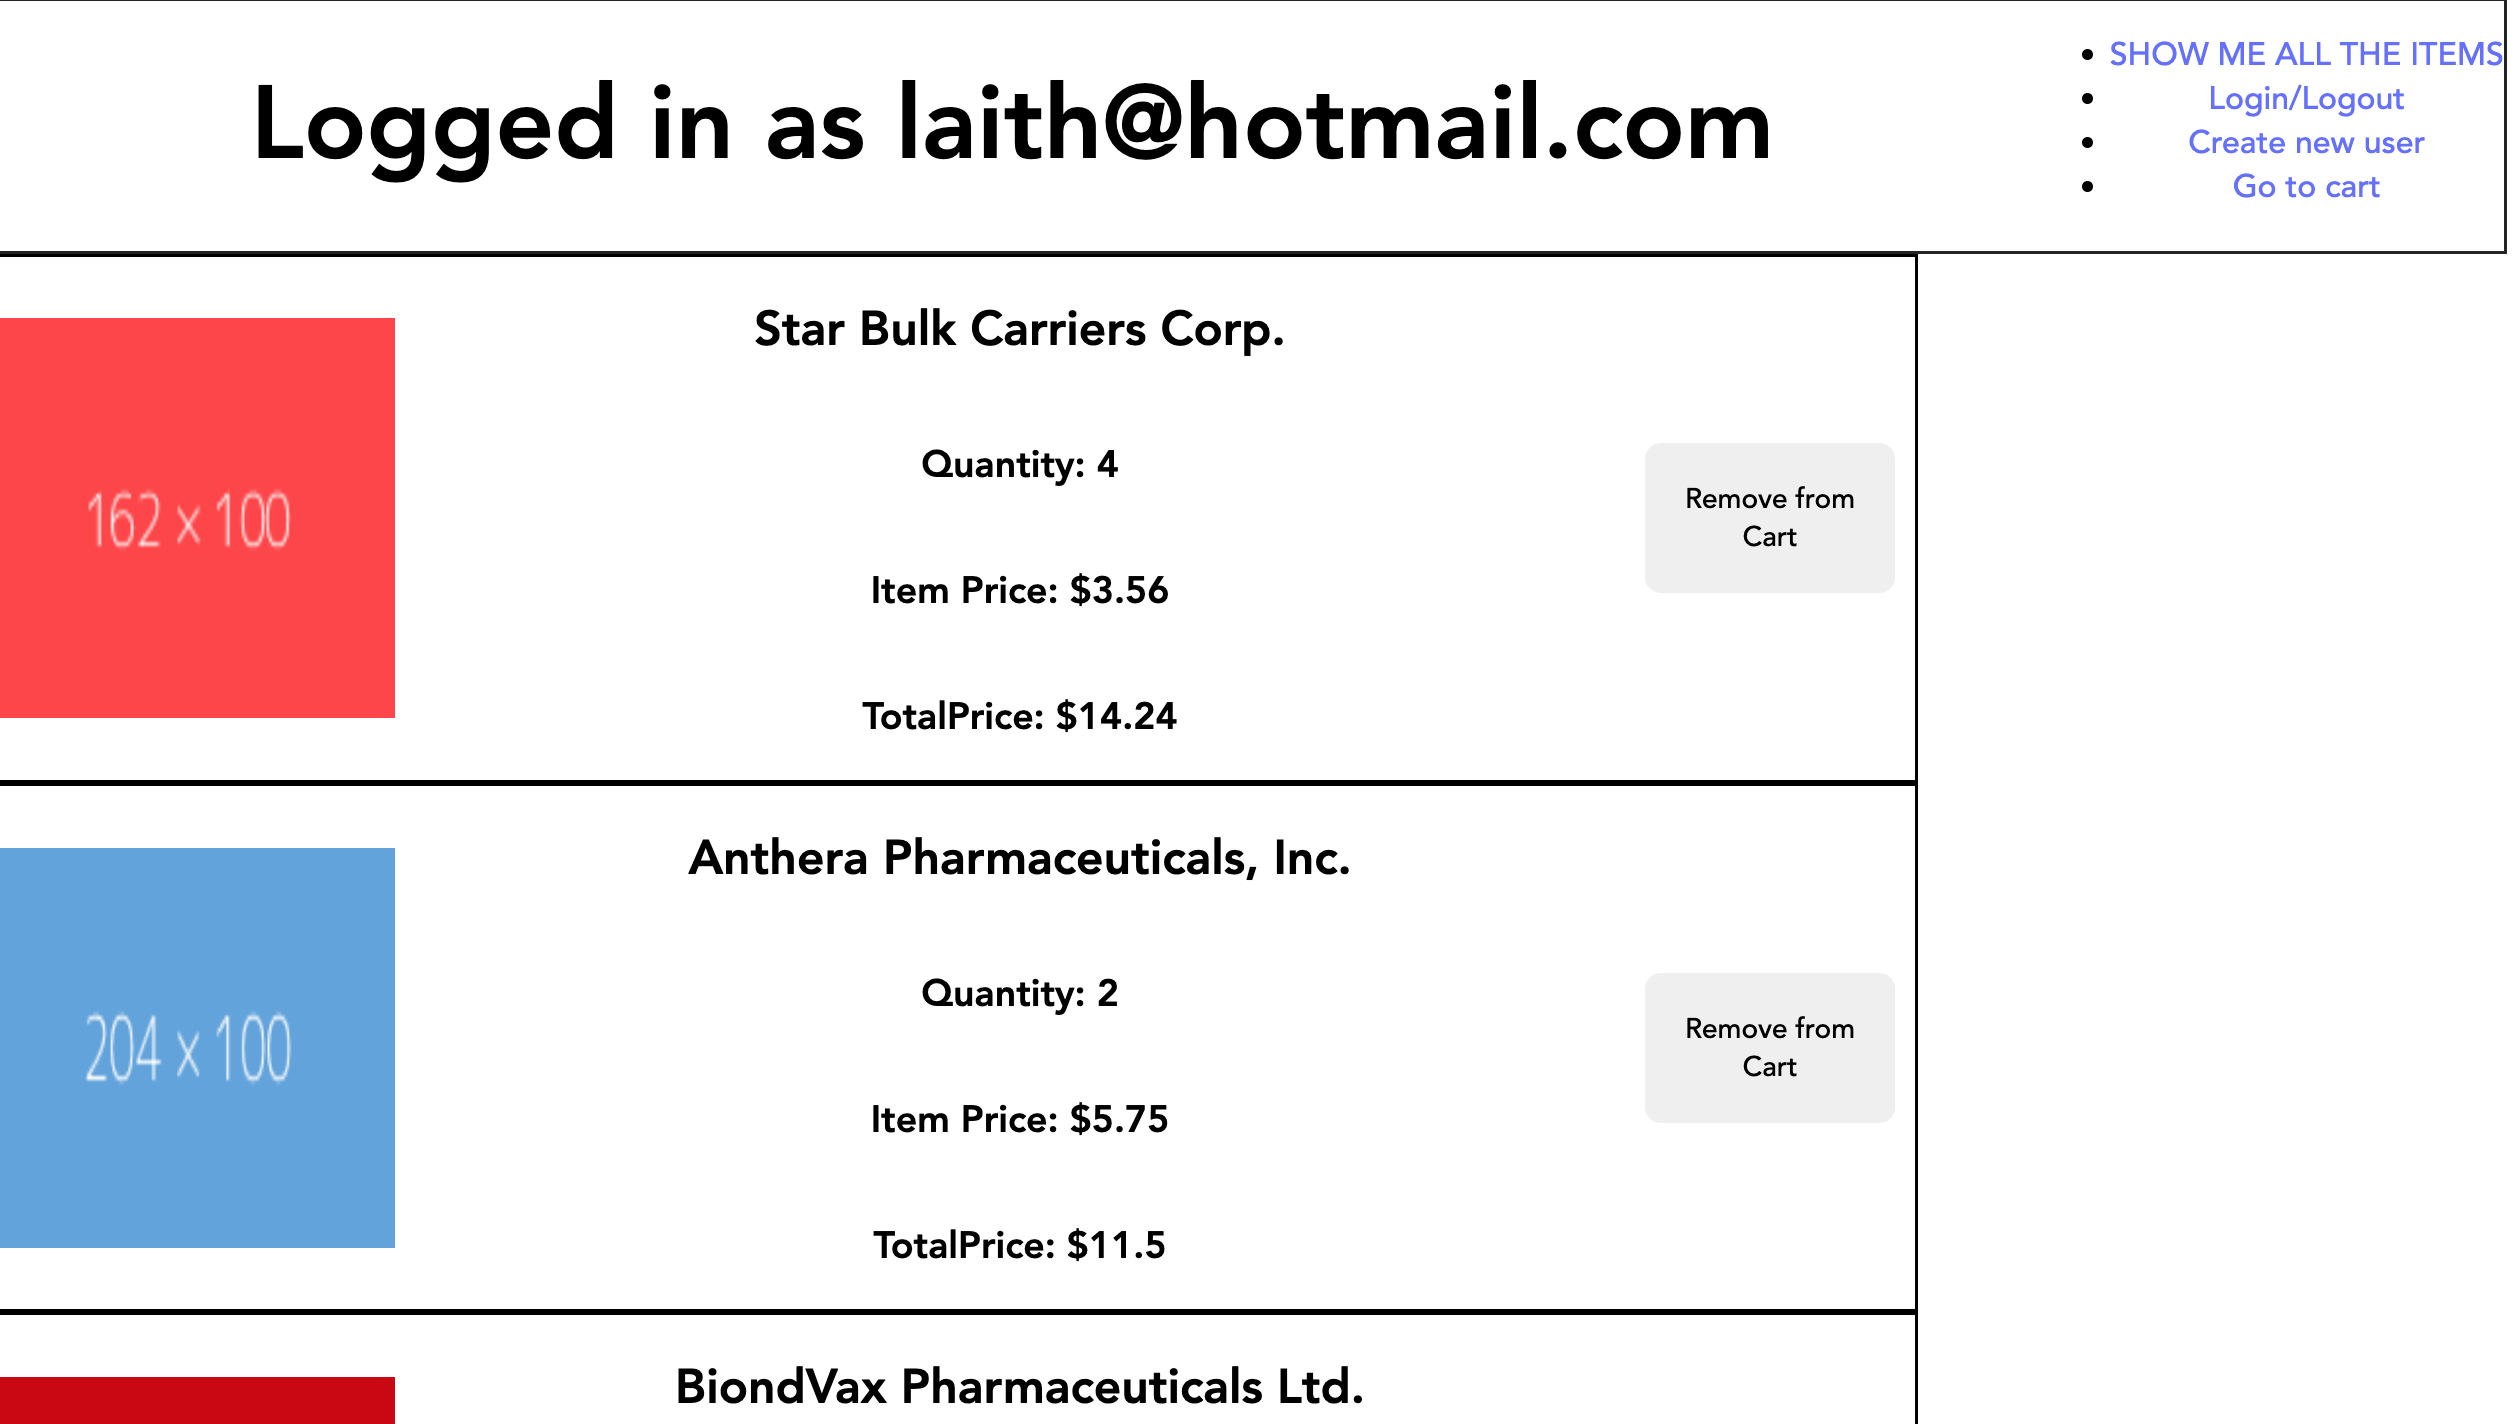 Logged in as laith@hotmail.com
SHOW ME ALL THE ITEMS
Login/Logout
Create new user
Go to cart
Star Bulk Carriers Corp.
162 x 100
Quantity: 4
Item Price: $3.56
TotalPrice: $14.24
Remove from
Cart
Anthera Pharmaceuticals, Inc.
204 x 100
Quantity: 2
Item Price: $5.75
TotalPrice: $11.5
Remove from
Cart
BiondVax Pharmaceuticals Ltd.